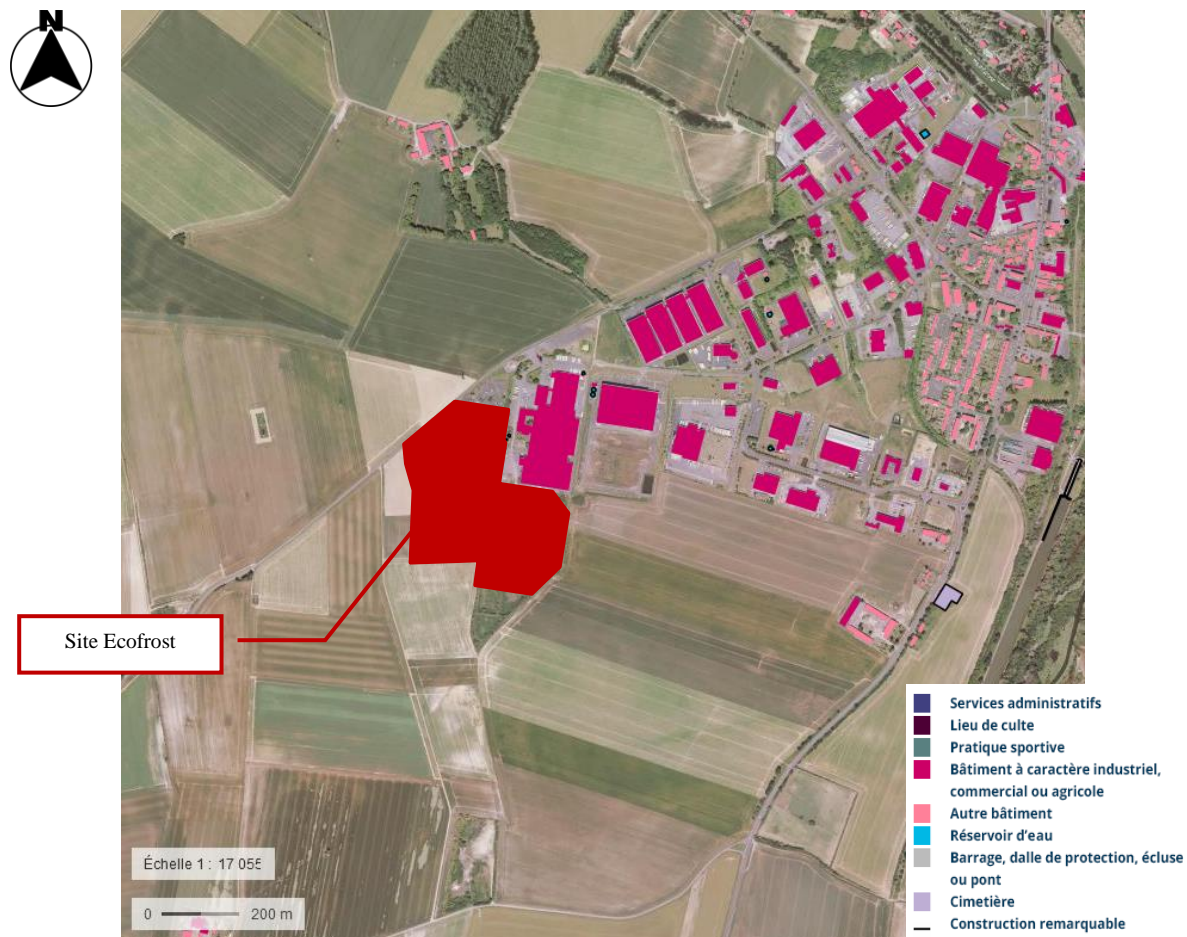 N
Site Ecofrost
Services administratifs
Lieu de culte
Pratique sportive
Bâtiment à caractère industriel,
commercial ou agricole
Autre bâtiment
Réservoir d'eau
Barrage, dalle de protection, écluse
ou pont
Cimetière
Construction remarquable
Échelle 1 : 17 055
0 200 m